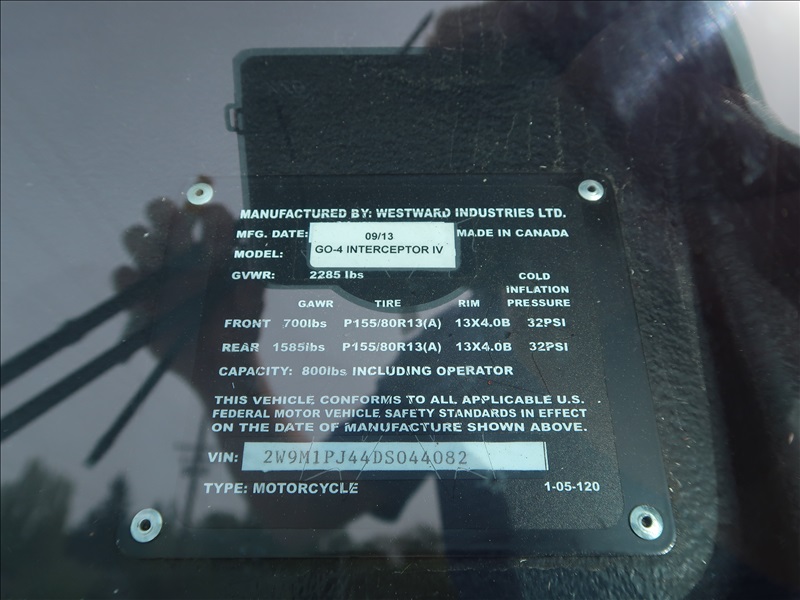 MANUFACTURED BY: WESTWARD INDUSTRIES LTD.
MFG. DATE: 09/13 MADE IN CANADA
MODEL: GO-4 INTERCEPTOR IV
GVWR: 2285 lbs
COLD
INFLATION
GAWR TIRE RIM PRESSURE
FRONT 700lbs P155/80R13(A) 13X4.0B 32PSI
REAR 1585lbs P155/80R13(A) 13X4.0B 32PSI
CAPACITY: 800lbs INCLUDING OPERATOR
THIS VEHICLE CONFORMS TO ALL APPLICABLE U.S.
FEDERAL MOTOR VEHICLE SAFETY STANDARDS IN EFFECT
ON THE DATE OF MANUFACTURE SHOWN ABOVE.
VIN: 2W9M1PJ44DS044082
TYPE: MOTORCYCLE 1-05-120